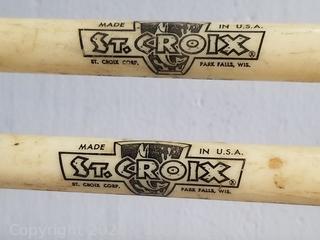 MADE IN U.S.A.
ST. CROIX®
ST. CROIX CORP. PARK FALLS, WIS.
MADE IN U.S.A.
ST. CROIX®
ST. CROIX CORP. PARK FALLS, WIS.
Copyright